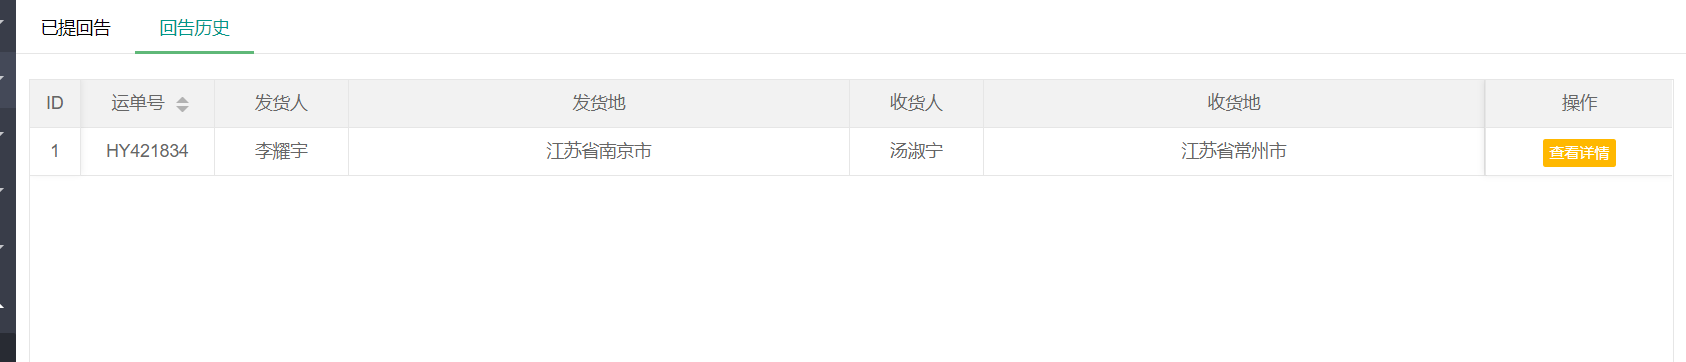 已提回告 回告历史
ID 运单号 发货人 发货地 收货人 收货地 操作
1 HY421834 李耀宇 江苏省南京市 汤淑宁 江苏省常州市 查看详情